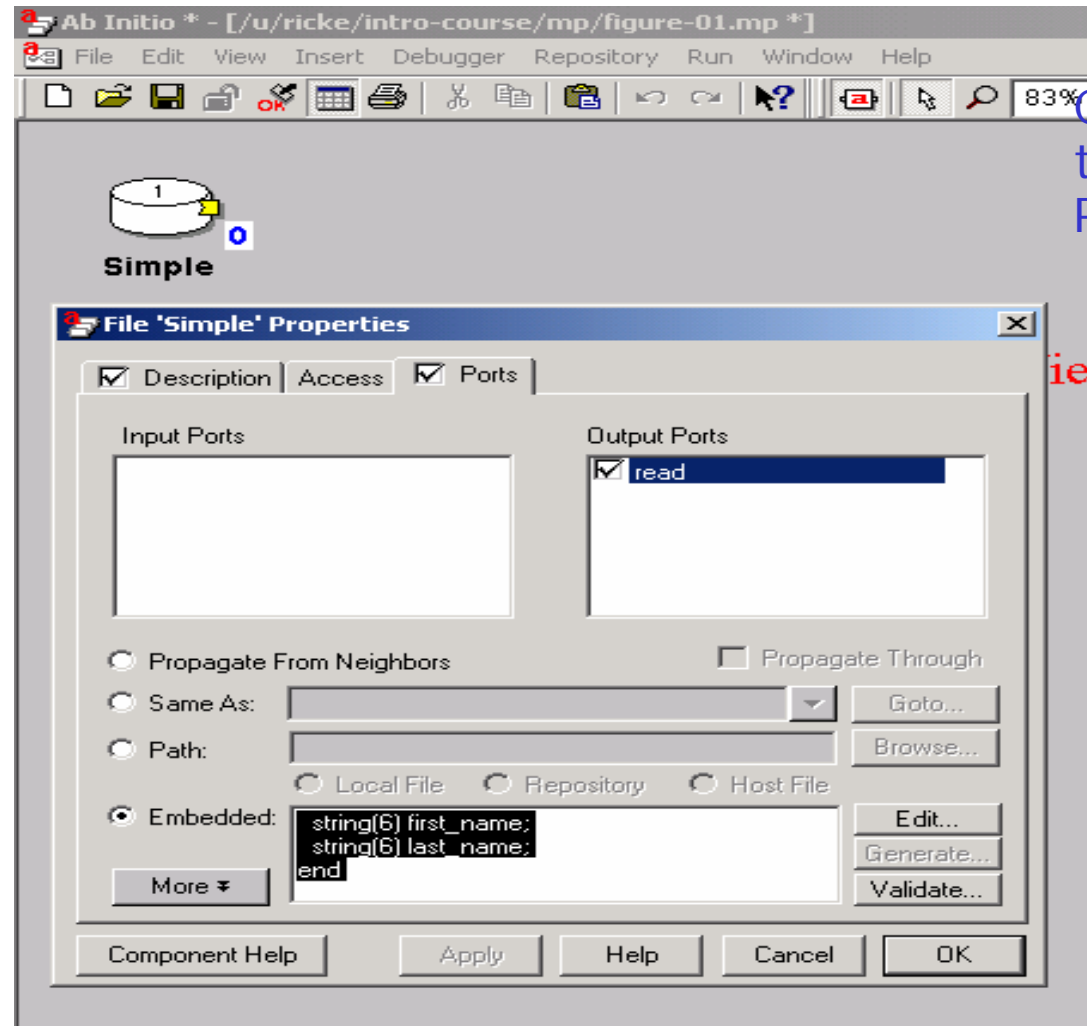 Ab Initio * - [/u/ricke/intro-course/mp/figure-01.mp *]
File Edit View Insert Debugger Repository Run Window Help
OK a 83%
1
0
Simple
File 'Simple' Properties
Description Access Ports
Input Ports Output Ports
read
Propagate From Neighbors Propagate Through
Same As: Goto...
Path: Browse...
Local File Repository Host File
Embedded: string(6) first_name; Edit...
string(6) last_name; Generate...
end
More Validate...
Component Help Apply Help Cancel OK